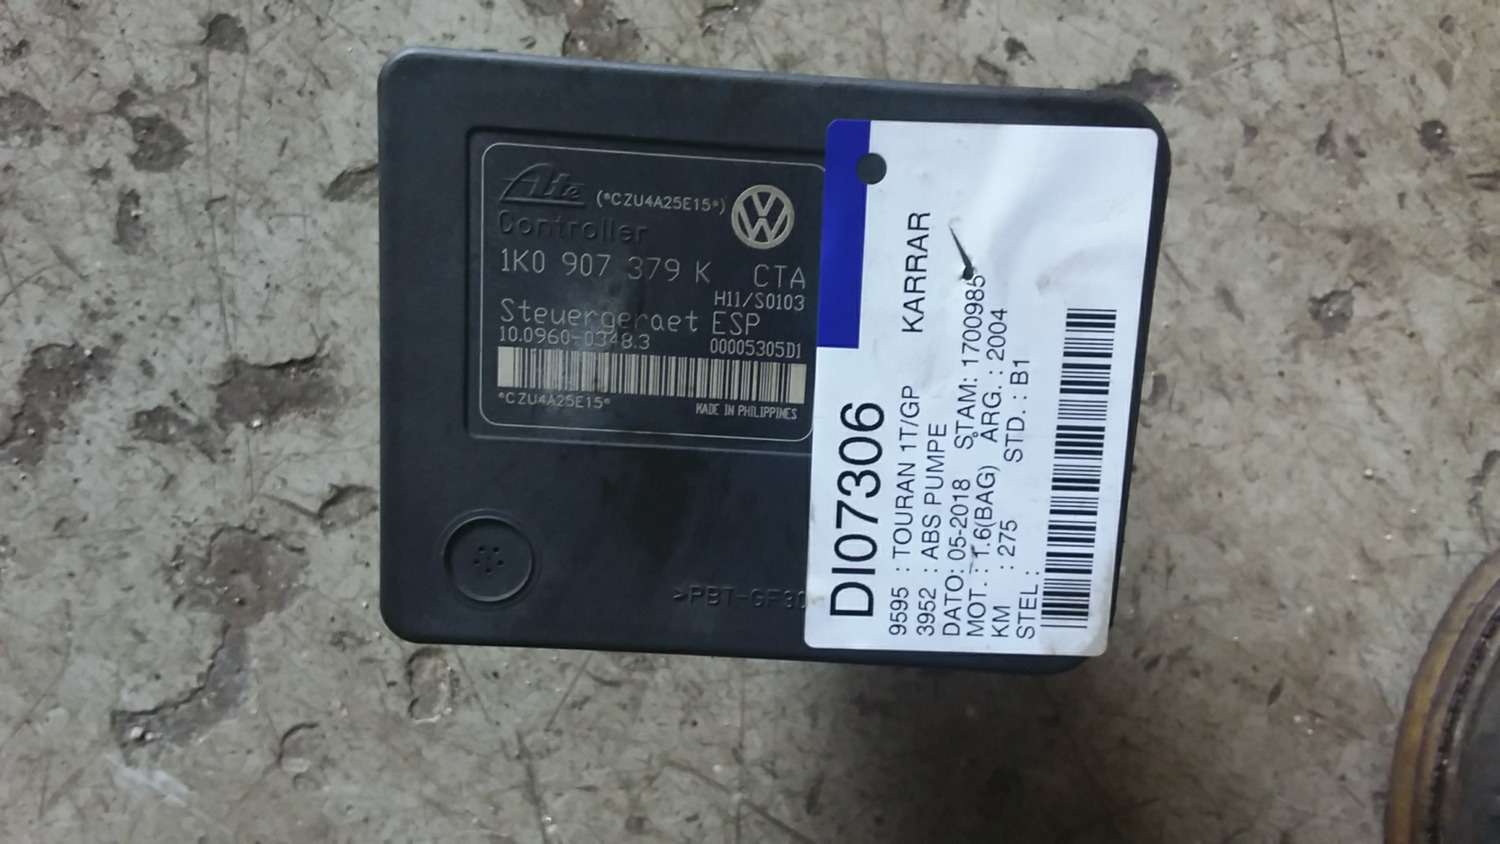 Ate
(*CZU4A25E15*)
Controller
1K0 907 379 K CTA
H11/S0103
Steuergeraet ESP
10.0960-0348.3 00005305D1
*CZU4A25E15*
MADE IN PHILIPPINES
>PBT-GF30
DI07306 KARRAR
9595 : TOURAN 1T/GP
3952 : ABS PUMPE
DATO: 05-2018 STAM: 1700985
MOT. : 1.6(BAG) ARG. : 2004
KM : 275 STD. : B1
STEL :